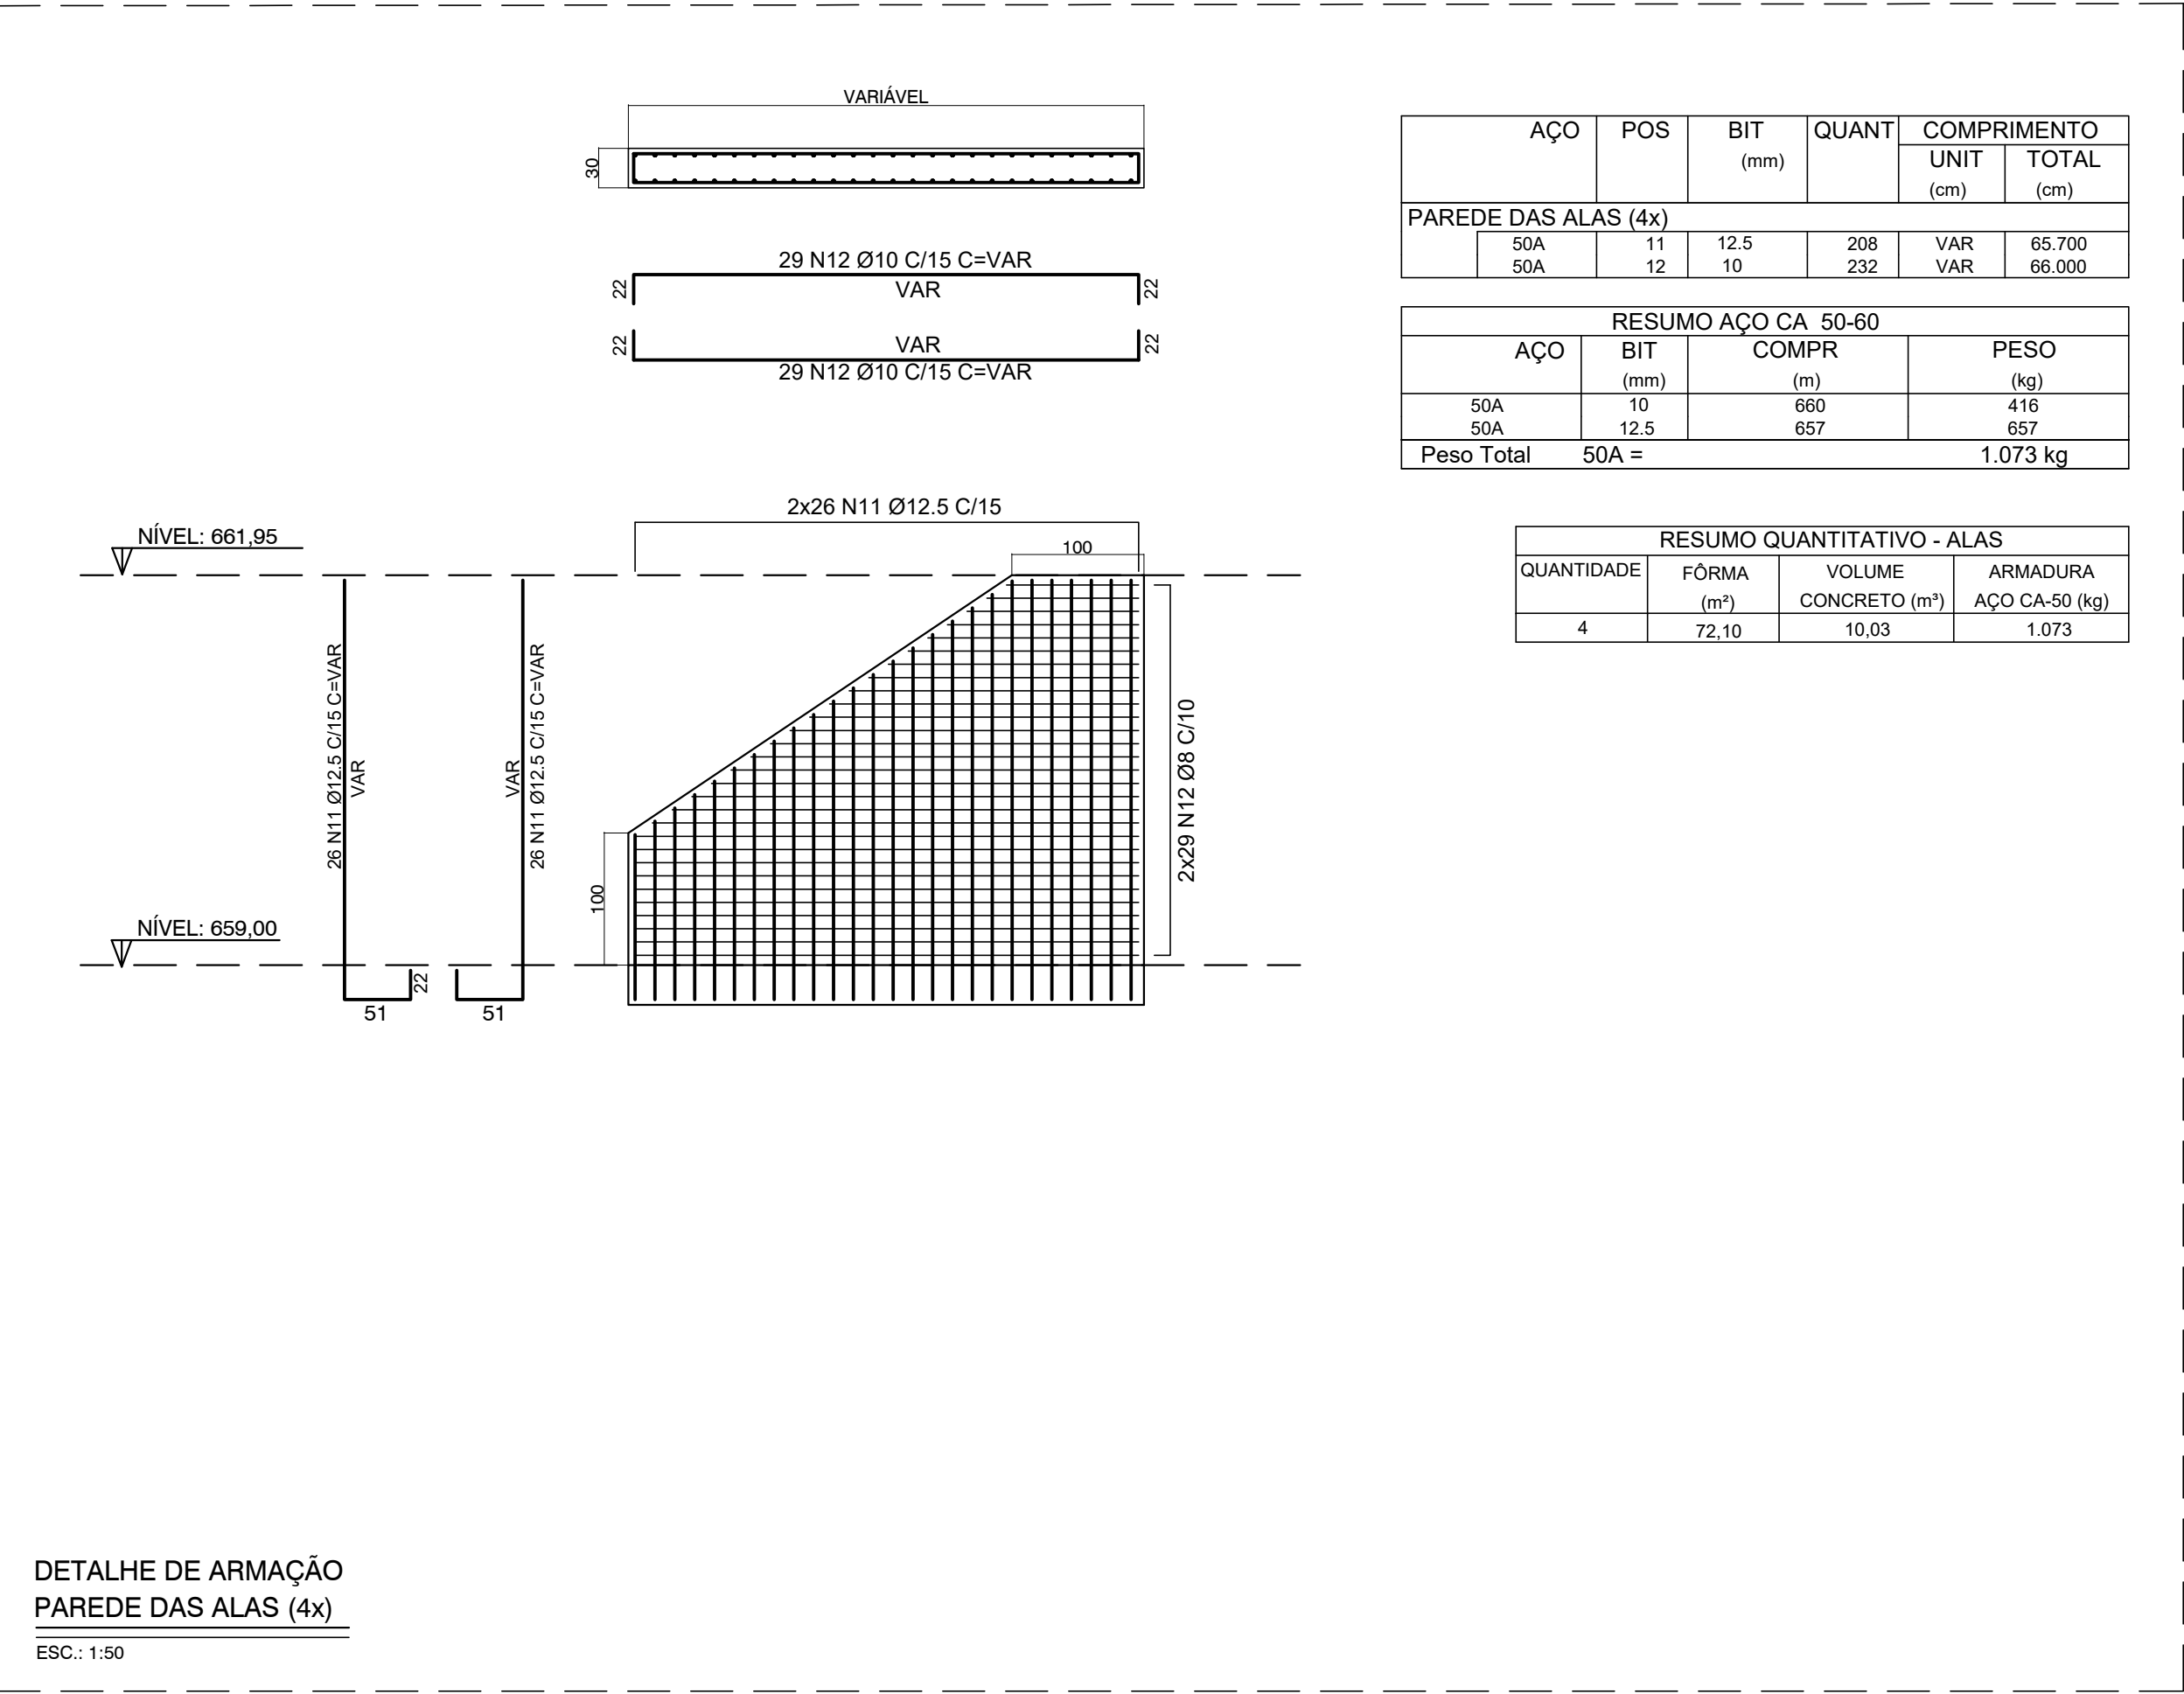 VARIÁVEL
30
29 N12 Ø10 C/15 C=VAR
22
VAR
22
22
VAR
22
29 N12 Ø10 C/15 C=VAR
2x26 N11 Ø12.5 C/15
100
NÍVEL: 661,95
26 N11 Ø12.5 C/15 C=VAR
VAR
VAR
26 N11 Ø12.5 C/15 C=VAR
2x29 N12 Ø8 C/10
100
NÍVEL: 659,00
22
51
51
AÇO POS BIT QUANT COMPRIMENTO
(mm) UNIT TOTAL
(cm) (cm)
PAREDE DAS ALAS (4x)
50A 11 12.5 208 VAR 65.700
50A 12 10 232 VAR 66.000
RESUMO AÇO CA 50-60
AÇO BIT COMPR PESO
(mm) (m) (kg)
50A 10 660 416
50A 12.5 657 657
Peso Total 50A = 1.073 kg
RESUMO QUANTITATIVO - ALAS
QUANTIDADE FÔRMA VOLUME ARMADURA
(m²) CONCRETO (m³) AÇO CA-50 (kg)
4 72,10 10,03 1.073
DETALHE DE ARMAÇÃO
PAREDE DAS ALAS (4x)
ESC.: 1:50